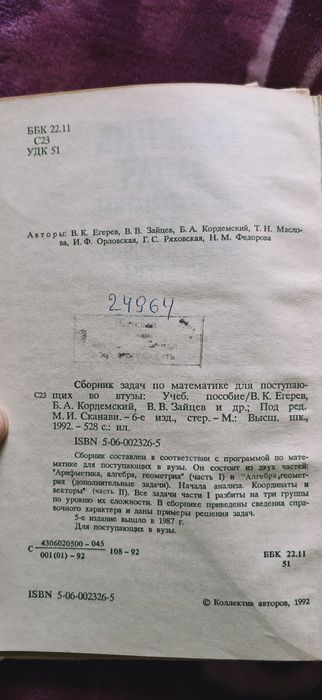 ББК 22.11
С23
УДК 51
Авторы: В. К. Егерев, В. В. Зайцев, Б. А. Кордемский, Т. Н. Масло-
ва, И. Ф. Орловская, Г. С. Ряховская, Н. М. Федорова
24964
Сборник задач по математике для поступаю-
С23 щих во втузы: Учеб. пособие/В. К. Егерев,
Б. А. Кордемский, В. В. Зайцев и др.; Под ред.
М. И. Сканави. – 6-е изд., стер. – М.: Высш. шк.,
1992. – 528 с.: ил.
ISBN 5-06-002326-5
Сборник составлен в соответствии с программой по мате-
матике для поступающих в вузы. Он состоит из двух частей:
"Арифметика, алгебра, геометрия" (часть I) и "Алгебра, геомет-
рия (дополнительные задачи). Начала анализа. Координаты и
векторы" (часть II). Все задачи части I разбиты на три группы
по уровню их сложности. В сборнике приведены сведения спра-
вочного характера и даны примеры решения задач.
5-е издание вышло в 1987 г.
Для поступающих в вузы.
С 4306020500 – 045
001(01) – 92
108 – 92
ББК 22.11
51
ISBN 5-06-002326-5
© Коллектив авторов, 1992